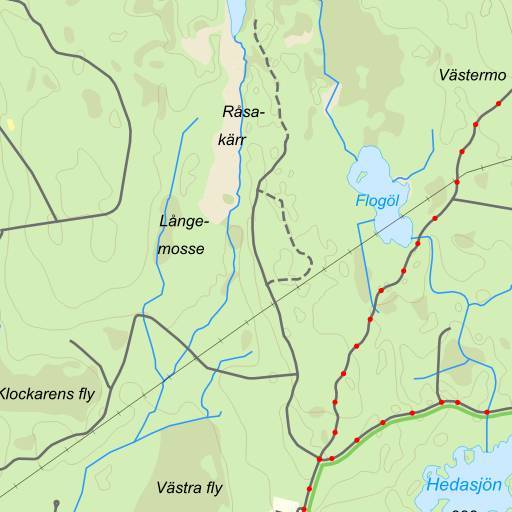 Västermo
Råsa-
kärr
Flogöl
Långe-
mosse
Klockarens fly
Västra fly
Hedasjön